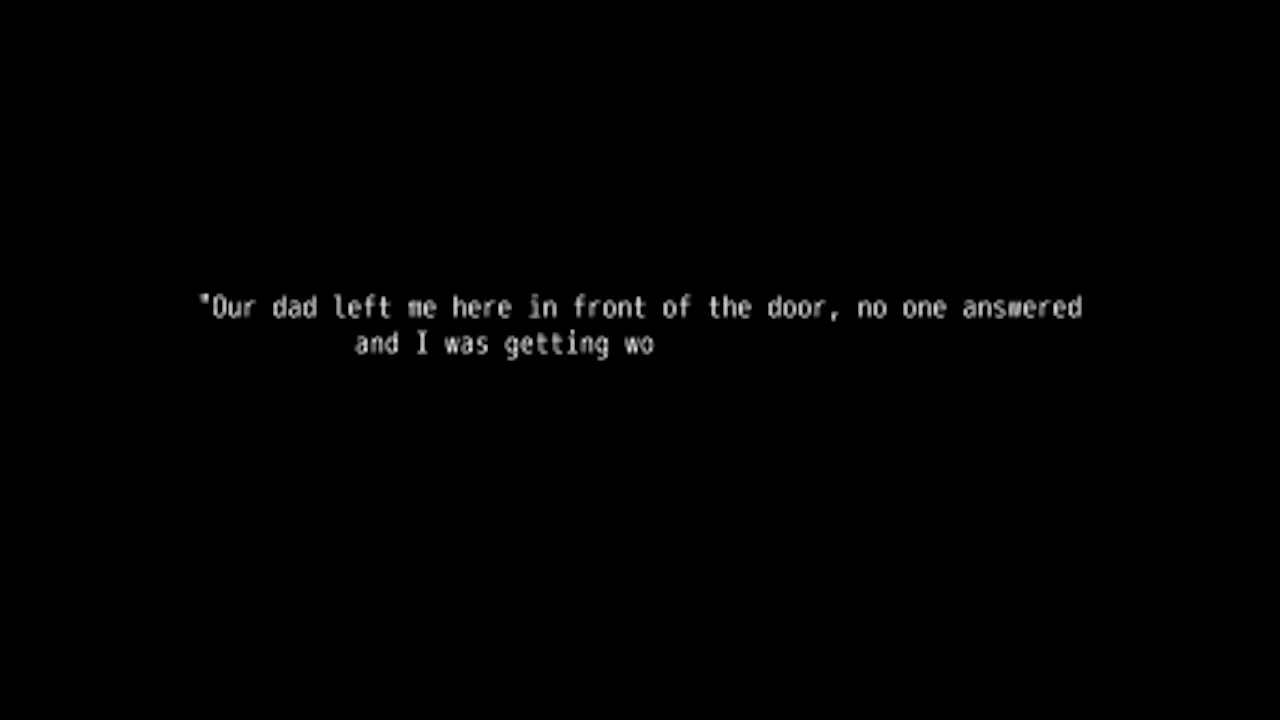 "Our dad left me here in front of the door, no one answered
and I was getting wo